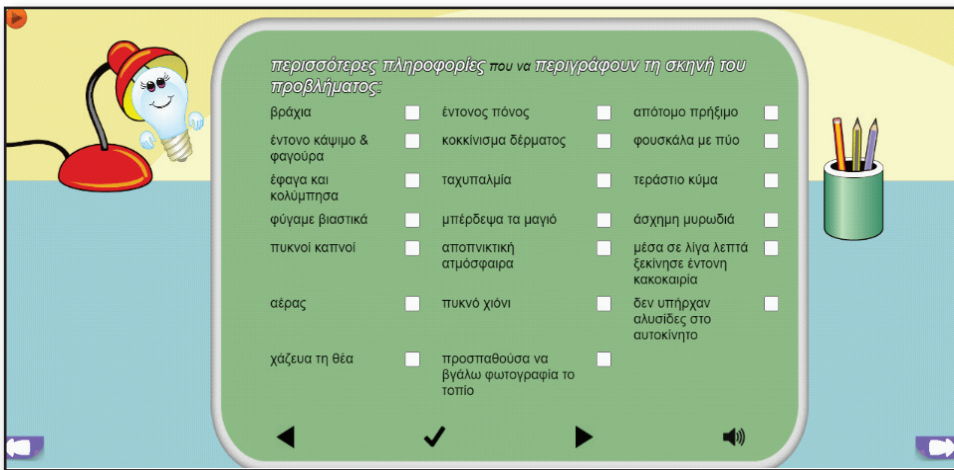 περισσότερες πληροφορίες που να περιγράφουν τη σκηνή του
προβλήματος:
βράχια έντονος πόνος απότομο πρήξιμο
έντονο κάψιμο &
φαγούρα
κοκκίνισμα δέρματος φουσκάλα με πύο
έφαγα και
κολύμπησα
ταχυπαλμία τεράστιο κύμα
φύγαμε βιαστικά μπέρδεψα τα μαγιό άσχημη μυρωδιά
πυκνοί καπνοί
αποπνικτική
ατμόσφαιρα
μέσα σε λίγα λεπτά
ξεκίνησε έντονη
κακοκαιρία
αέρας πυκνό χιόνι
δεν υπήρχαν
αλυσίδες στο
αυτοκίνητο
χάζευα τη θέα
προσπαθούσα να
βγάλω φωτογραφία το
τοπίο